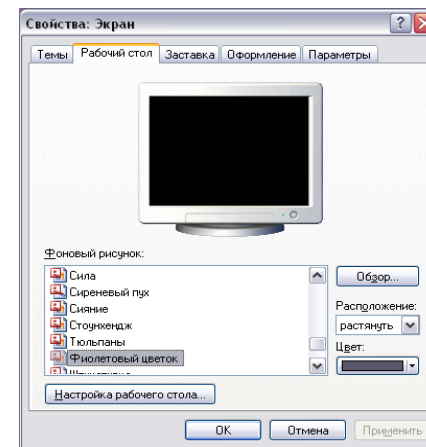 Свойства: Экран
Темы Рабочий стол Заставка Оформление Параметры
Фоновый рисунок:
Сила
Сиреневый пух
Сияние
Стоунхендж
Тюльпаны
Фиолетовый цветок
Обзор...
Расположение:
растянуть
Цвет:
Настройка рабочего стола...
ОК Отмена Применить